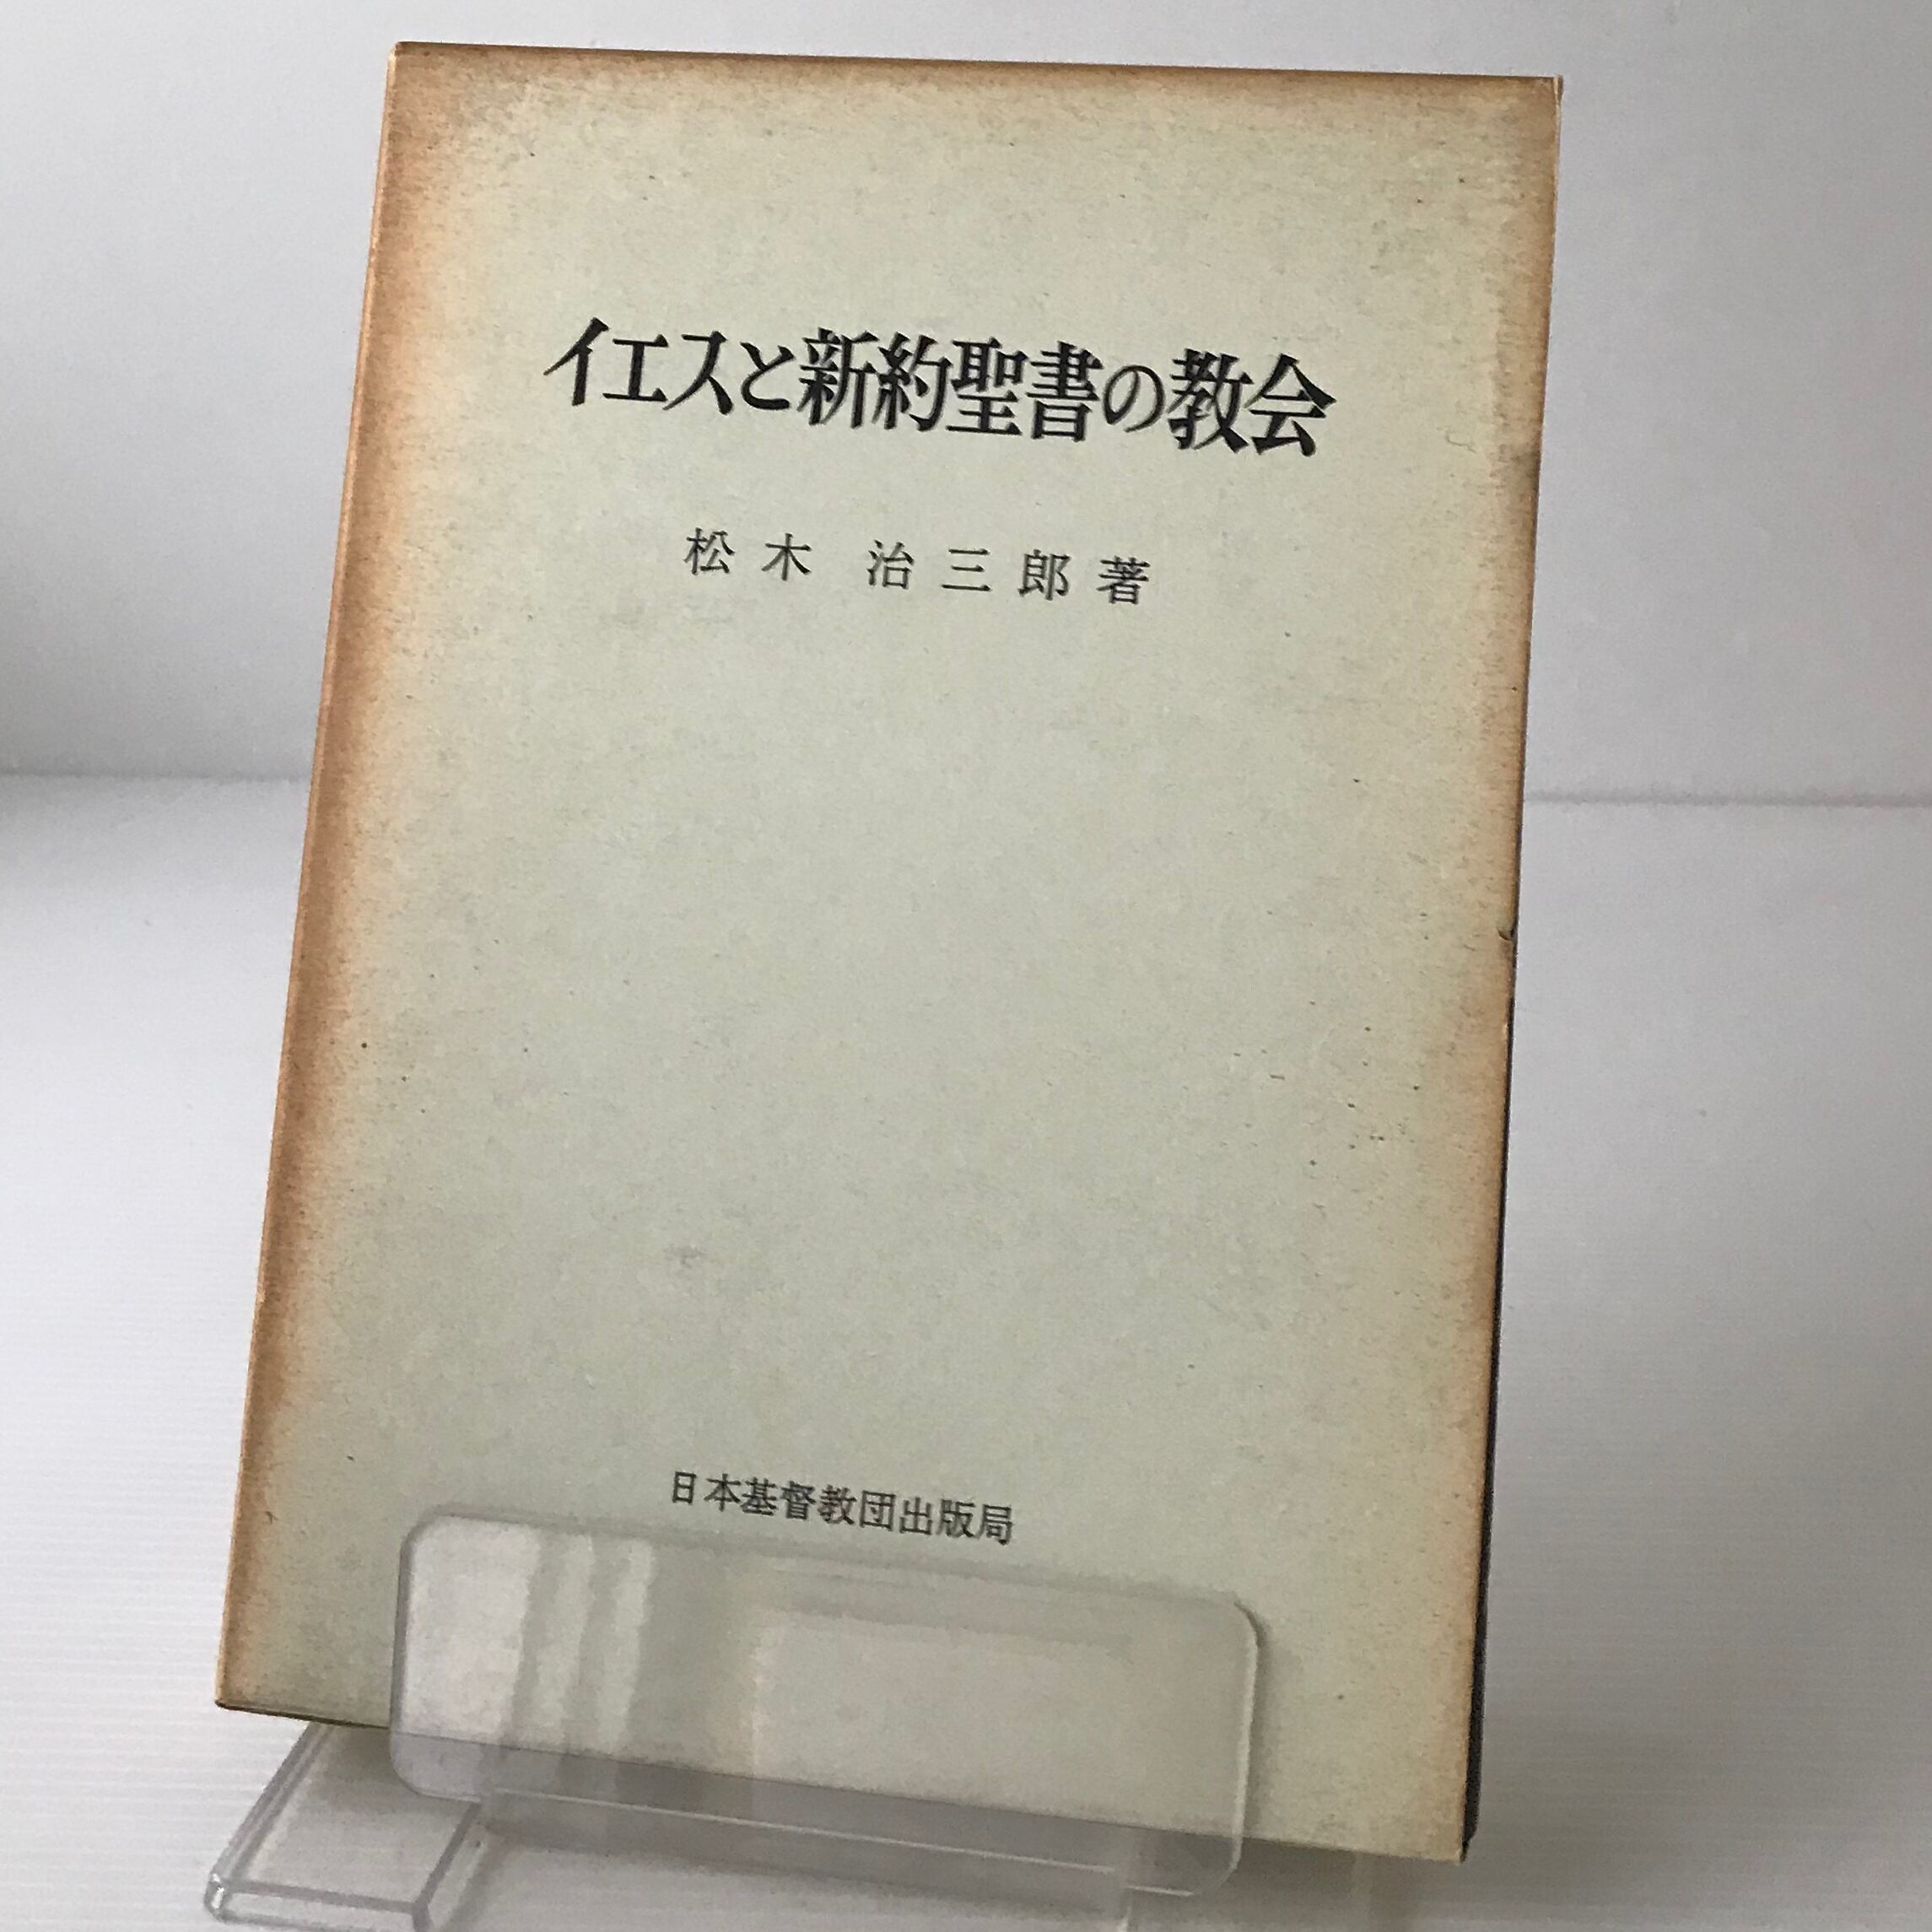 イエスと新約聖書の教会
松木 治三郎著
日本基督教団出版局